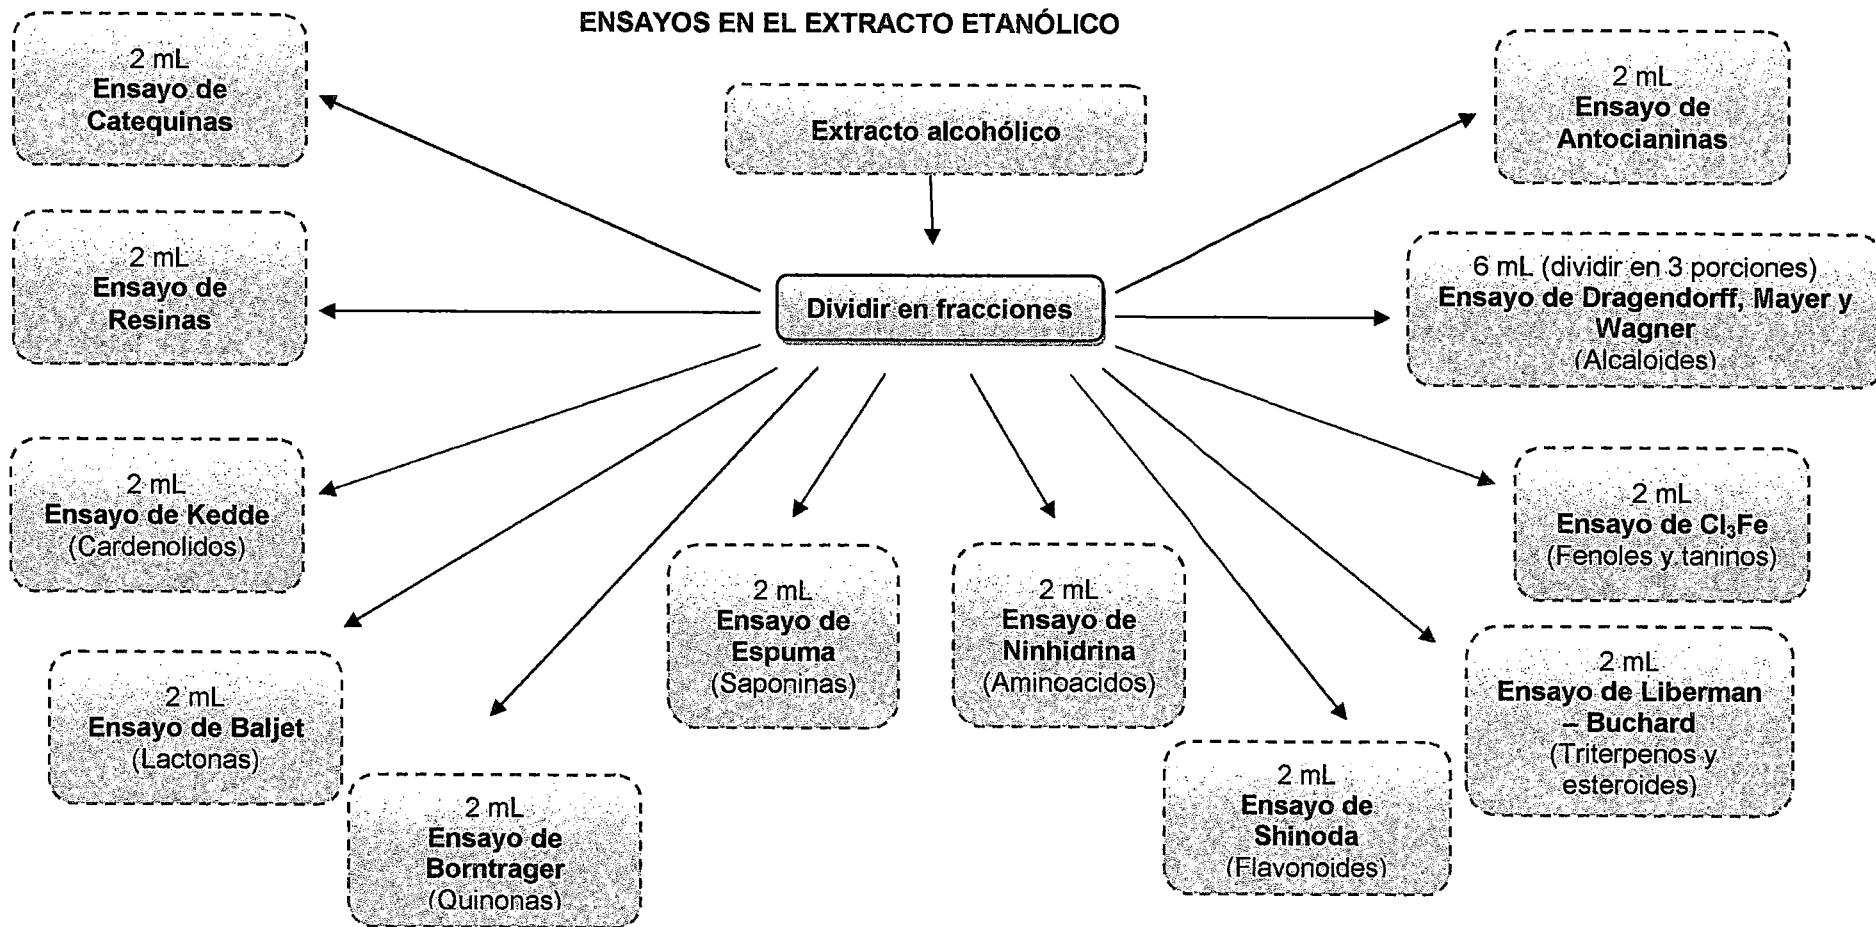 ENSAYOS EN EL EXTRACTO ETANÓLICO
2 mL
Ensayo de
Catequinas
Extracto alcohólico
2 mL
Ensayo de
Antocianinas
2 mL
Ensayo de
Resinas
Dividir en fracciones
6 mL (dividir en 3 porciones)
Ensayo de Dragendorff, Mayer y
Wagner
(Alcaloides)
2 mL
Ensayo de Kedde
(Cardenolidos)
2 mL
Ensayo de Cl₃Fe
(Fenoles y taninos)
2 mL
Ensayo de Baljet
(Lactonas)
2 mL
Ensayo de
Borntrager
(Quinonas)
2 mL
Ensayo de
Espuma
(Saponinas)
2 mL
Ensayo de
Ninhidrina
(Aminoacidos)
2 mL
Ensayo de
Shinoda
(Flavonoides)
2 mL
Ensayo de Liberman
– Buchard
(Triterpenos y
esteroides)